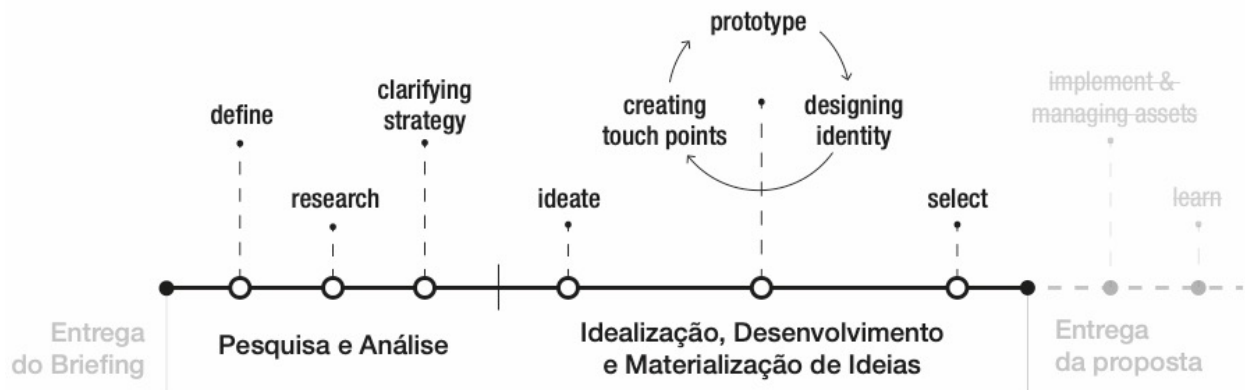 prototype
clarifying
strategy
creating
touch points
designing
identity
implement &
managing assets
define
research
ideate
select
learn
Entrega
do Briefing
Pesquisa e Análise
Idealização, Desenvolvimento
e Materialização de Ideias
Entrega
da proposta